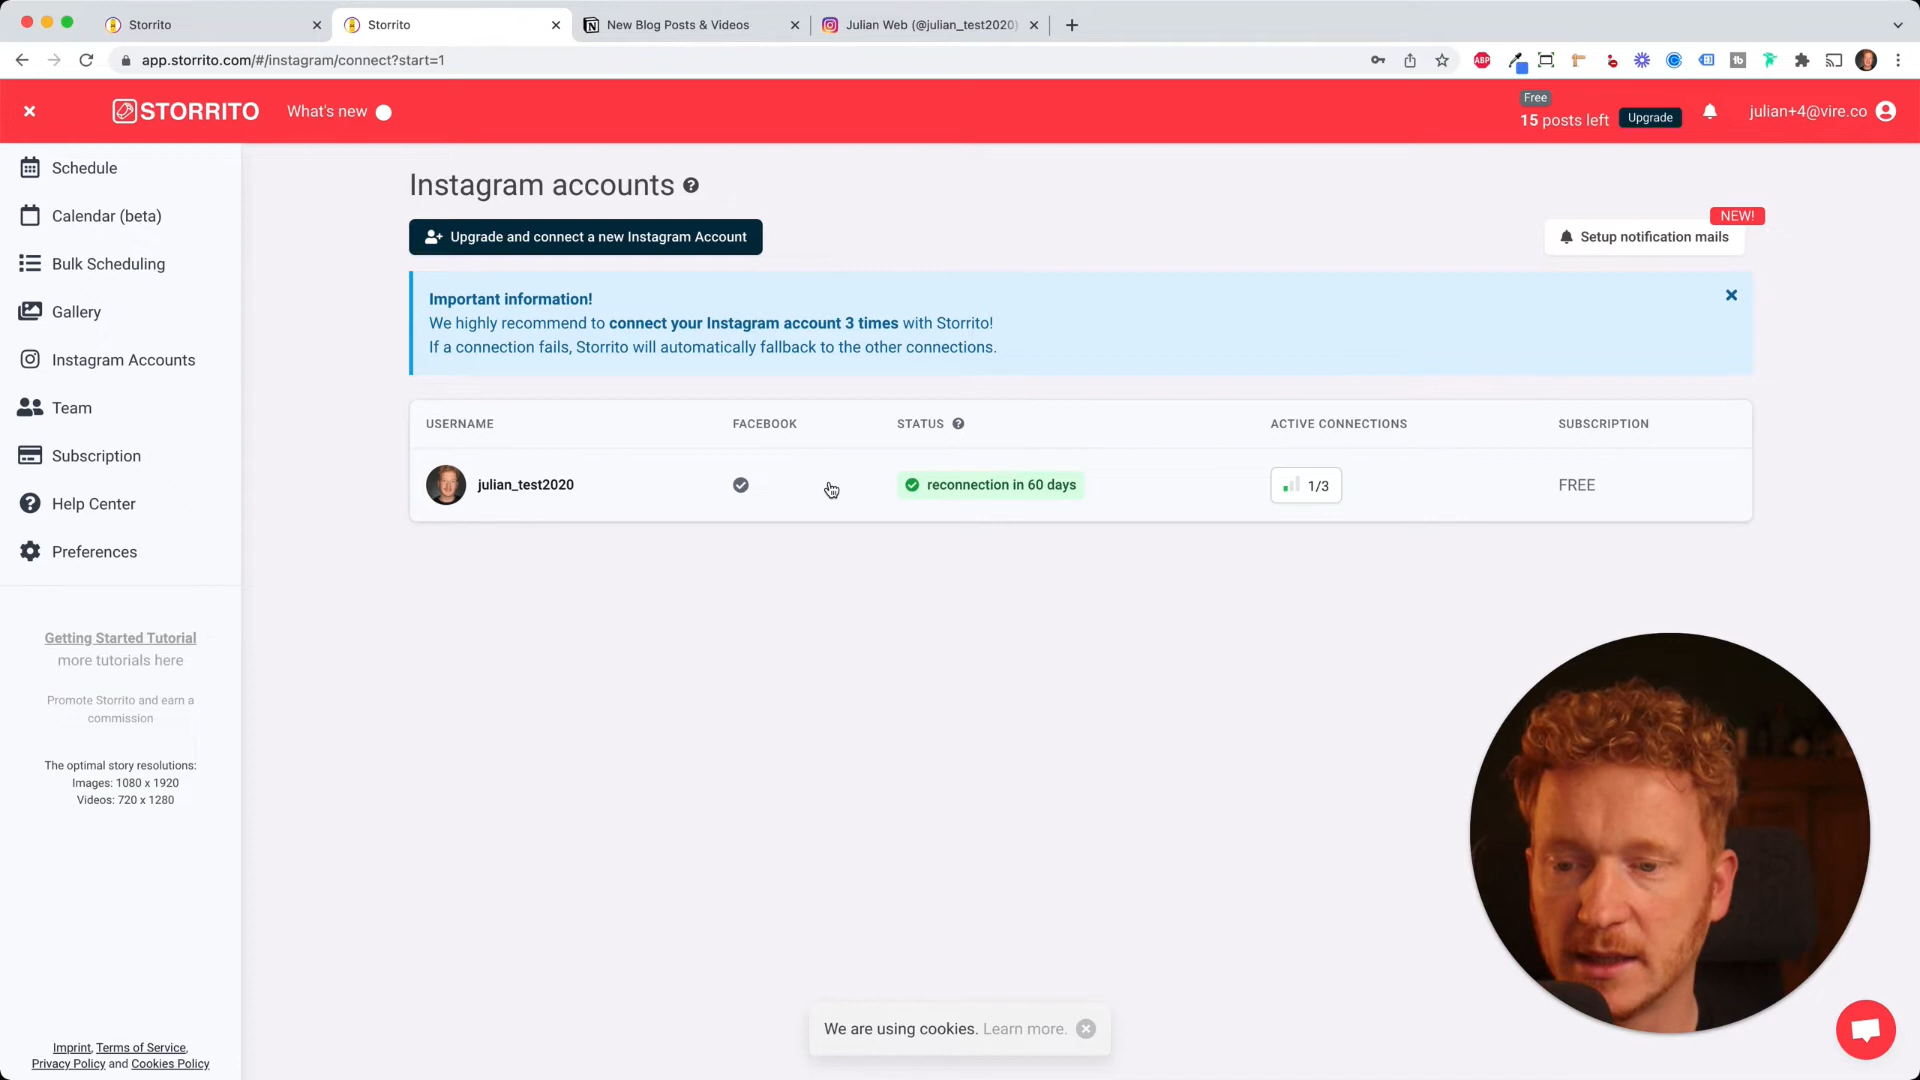 Storrito
Storrito
New Blog Posts & Videos
Julian Web (@julian_test2020)
app.storrito.com/#/instagram/connect?start=1
ABP
STORRITO
What's new
Free
15 posts left
Upgrade
julian+4@vire.co
Schedule
Calendar (beta)
Bulk Scheduling
Gallery
Instagram Accounts
Team
Subscription
Help Center
Preferences
Getting Started Tutorial
more tutorials here
Promote Storrito and earn a
commission
The optimal story resolutions:
Images: 1080 x 1920
Videos: 720 x 1280
Imprint, Terms of Service,
Privacy Policy and Cookies Policy
Instagram accounts
Upgrade and connect a new Instagram Account
NEW!
Setup notification mails
Important information!
We highly recommend to connect your Instagram account 3 times with Storrito!
If a connection fails, Storrito will automatically fallback to the other connections.
USERNAME FACEBOOK STATUS ACTIVE CONNECTIONS SUBSCRIPTION
julian_test2020 reconnection in 60 days 1/3 FREE
We are using cookies. Learn more.